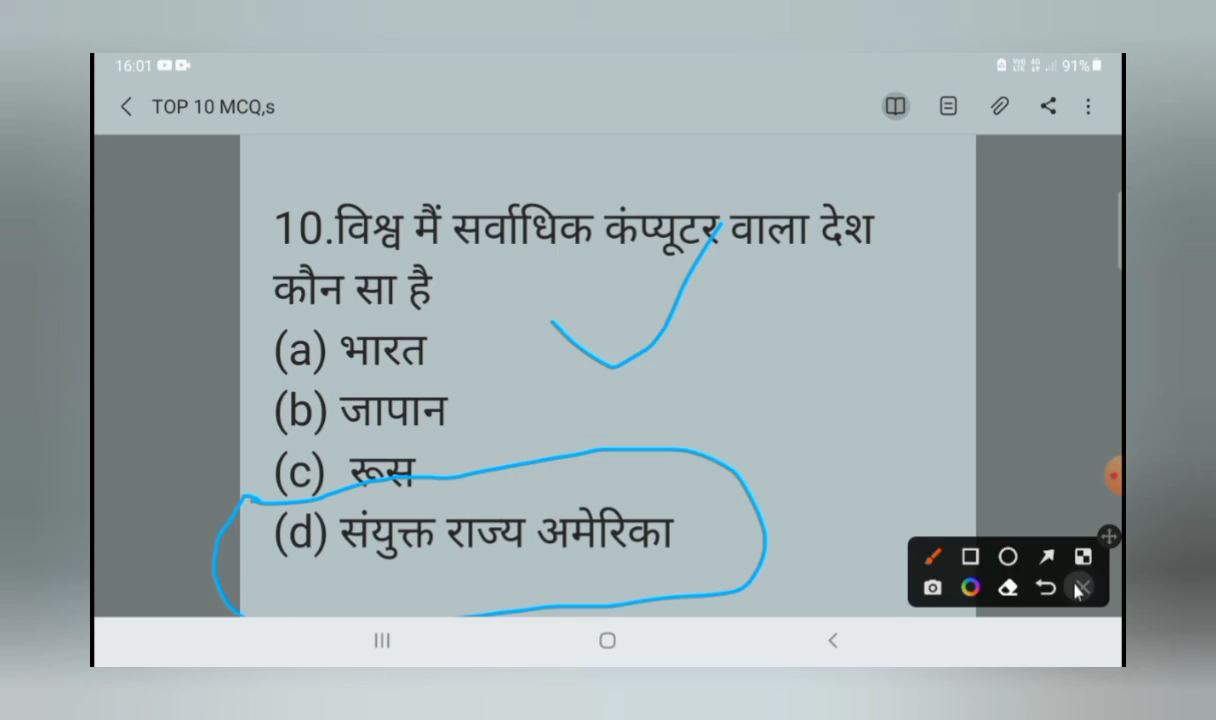 16:01 91%
TOP 10 MCQ,s
10.विश्व मैं सर्वाधिक कंप्यूटर वाला देश
कौन सा है
(a) भारत
(b) जापान
(c) रूस
(d) संयुक्त राज्य अमेरिका